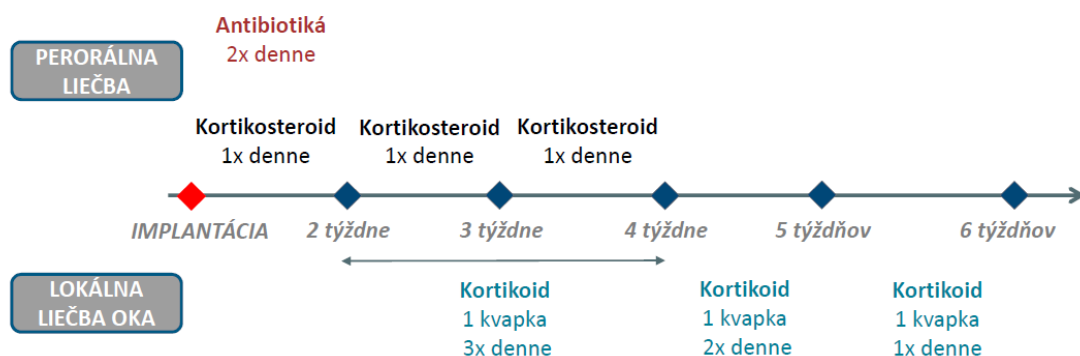 PERORÁLNA
LIEČBA
Antibiotiká
2x denne
Kortikosteroid
1x denne
Kortikosteroid
1x denne
Kortikosteroid
1x denne
IMPLANTÁCIA
2 týždne
3 týždne
4 týždne
5 týždňov
6 týždňov
LOKÁLNA
LIEČBA OKA
Kortikoid
1 kvapka
3x denne
Kortikoid
1 kvapka
2x denne
Kortikoid
1 kvapka
1x denne